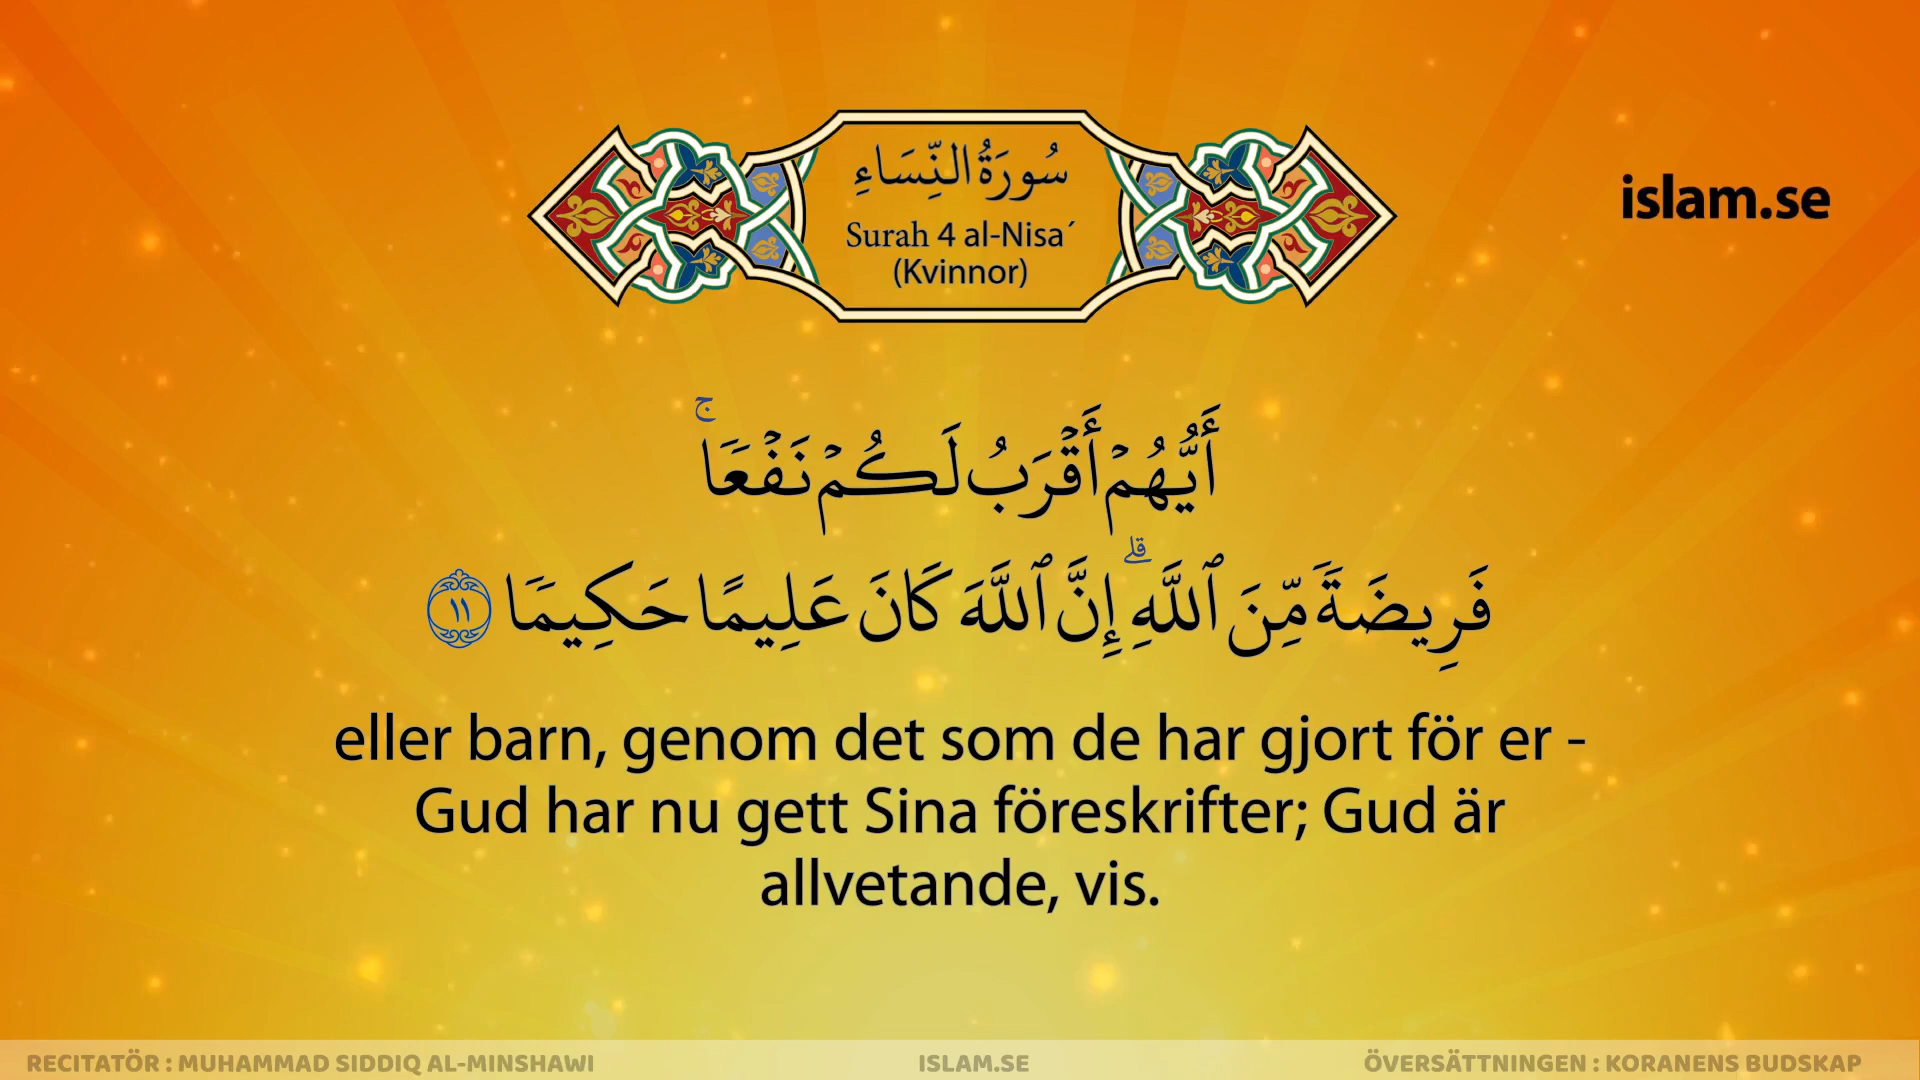 سُورَةُ النِّسَاءِ
Surah 4 al-Nisa´
(Kvinnor)
islam.se
أَيُّهُمۡ أَقۡرَبُ لَكُمۡ نَفۡعٗاۚ
فَرِيضَةٗ مِّنَ ٱللَّهِۗ إِنَّ ٱللَّهَ كَانَ عَلِيمًا حَكِيمٗا ١١
eller barn, genom det som de har gjort för er -
Gud har nu gett Sina föreskrifter; Gud är
allvetande, vis.
RECITATÖR : MUHAMMAD SIDDIQ AL-MINSHAWI
ISLAM.SE
ÖVERSÄTTNINGEN : KORANENS BUDSKAP